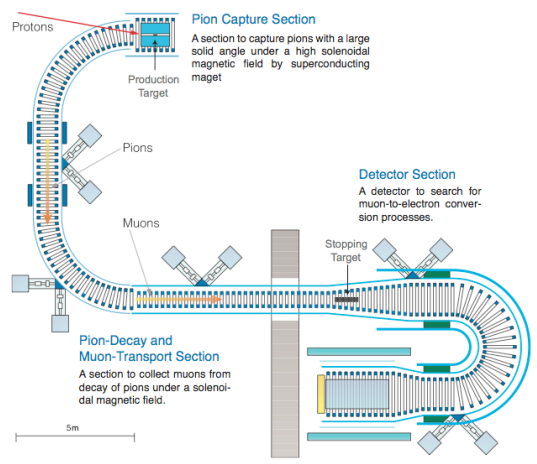 Protons
Pion Capture Section
A section to capture pions with a large
solid angle under a high solenoidal
magnetic field by superconducting
maget
Production
Target
Pions
Detector Section
A detector to search for
muon-to-electron conver-
sion processes.
Muons
Stopping
Target
Pion-Decay and
Muon-Transport Section
A section to collect muons from
decay of pions under a solenoi-
dal magnetic field.
5m